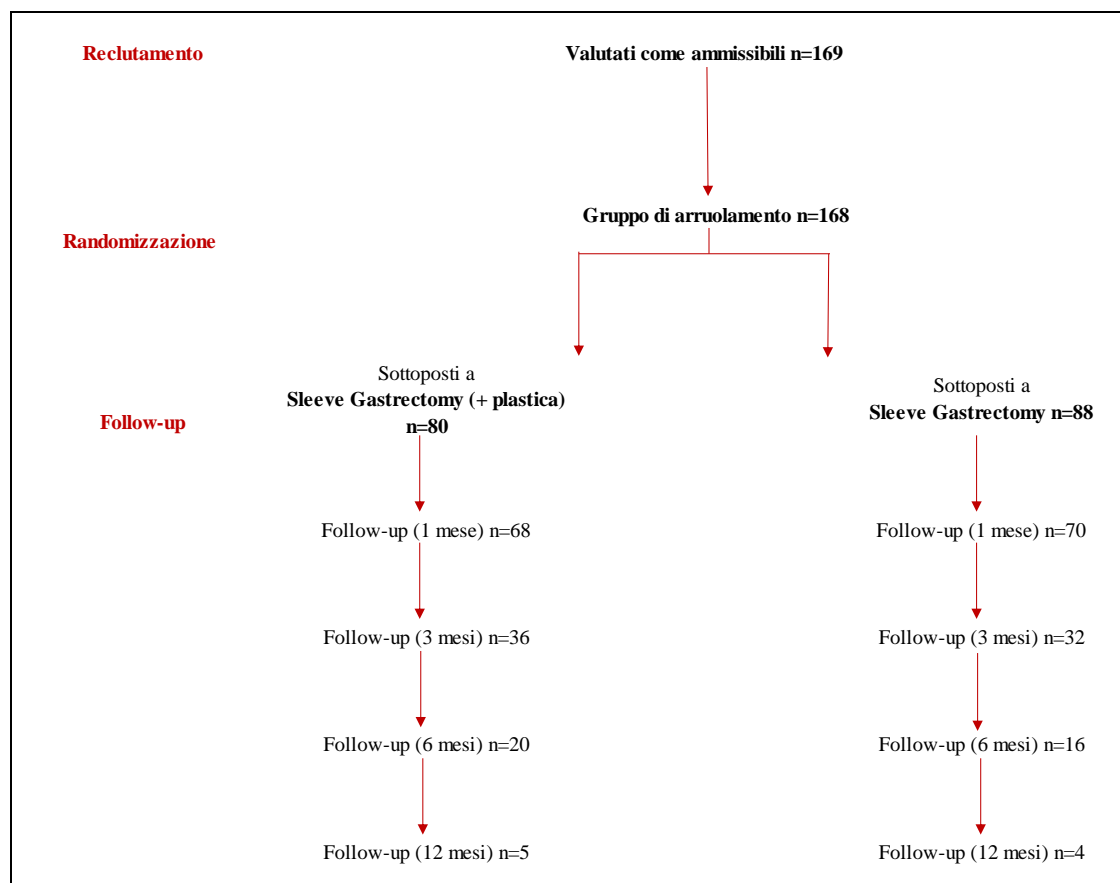 Reclutamento
Valutati come ammissibili n=169
Gruppo di arruolamento n=168
Randomizzazione
Sottoposti a
Sleeve Gastrectomy (+ plastica)
n=80
Sottoposti a
Sleeve Gastrectomy n=88
Follow-up
Follow-up (1 mese) n=68
Follow-up (1 mese) n=70
Follow-up (3 mesi) n=36
Follow-up (3 mesi) n=32
Follow-up (6 mesi) n=20
Follow-up (6 mesi) n=16
Follow-up (12 mesi) n=5
Follow-up (12 mesi) n=4